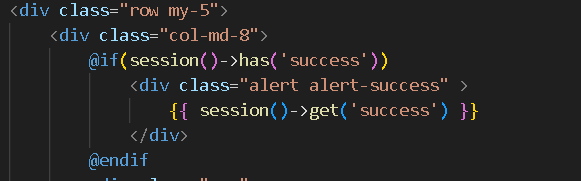 <div class="row my-5">
<div class="col-md-8">
@if(session()->has('success'))
<div class="alert alert-success" >
{{ session()->get('success') }}
</div>
@endif